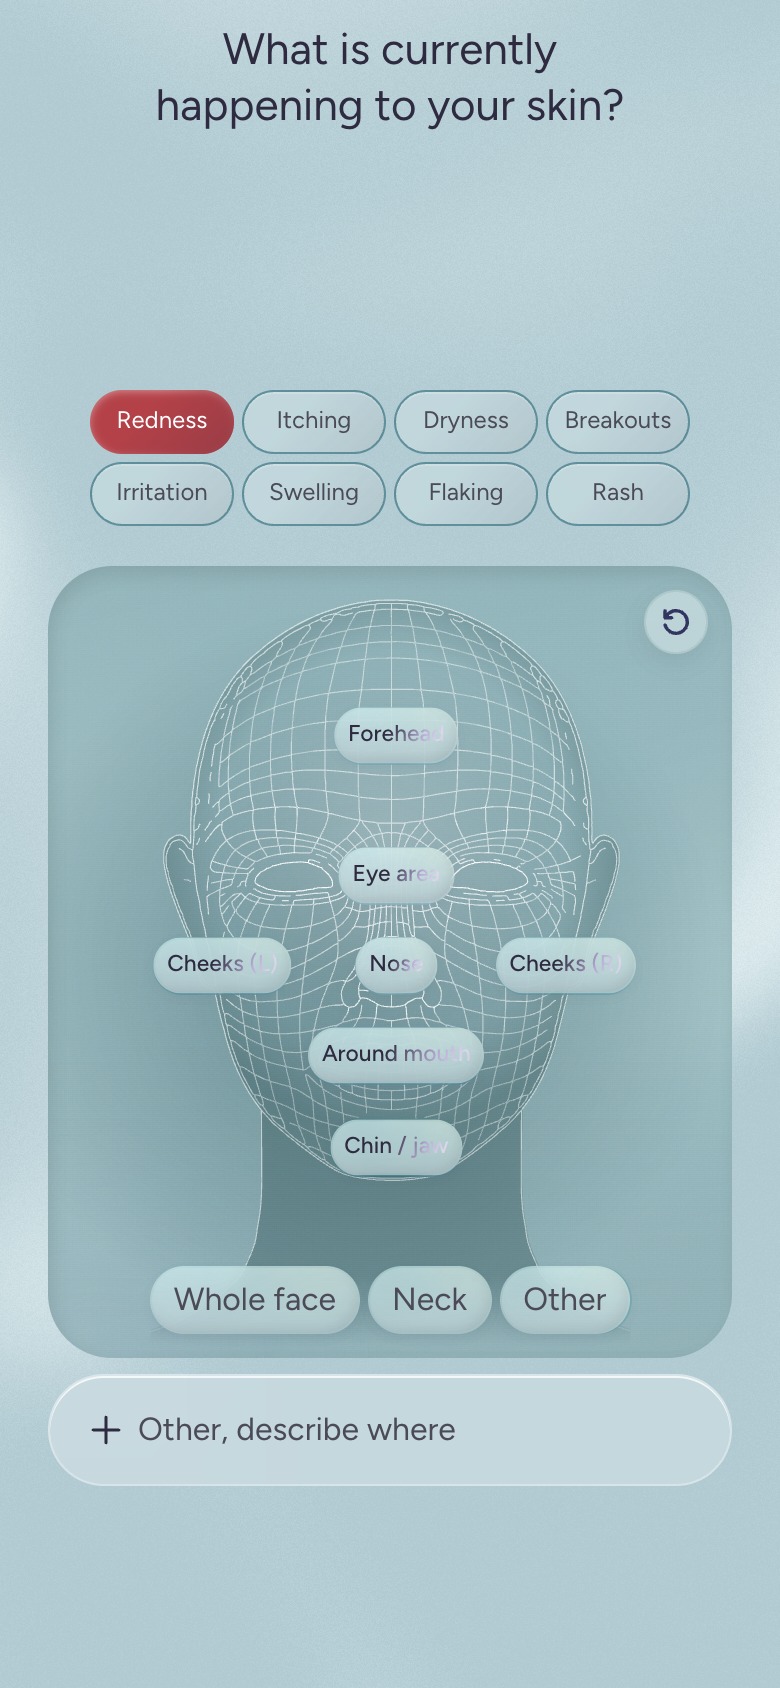 What is currently
happening to your skin?
Redness Itching Dryness Breakouts
Irritation Swelling Flaking Rash
Forehead
Eye area
Cheeks (L) Nose Cheeks (R)
Around mouth
Chin / jaw
Whole face Neck Other
Other, describe where